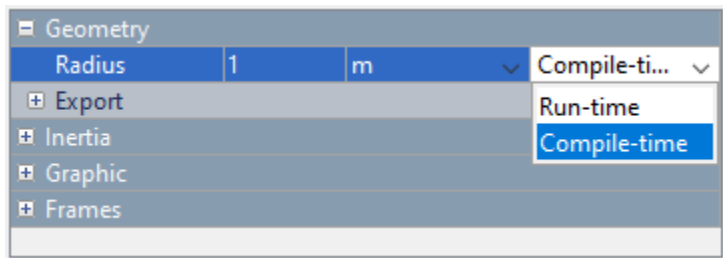 Geometry
Radius 1 m Compile-ti...
Export Run-time
Inertia Compile-time
Graphic
Frames